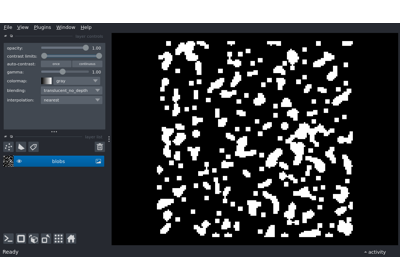 File View Plugins Window Help
opacity: 1.00
contrast limits:
auto-contrast: once continuous
gamma: 1.00
colormap: gray
blending: translucent_no_depth
interpolation: nearest
blobs
Ready
activity